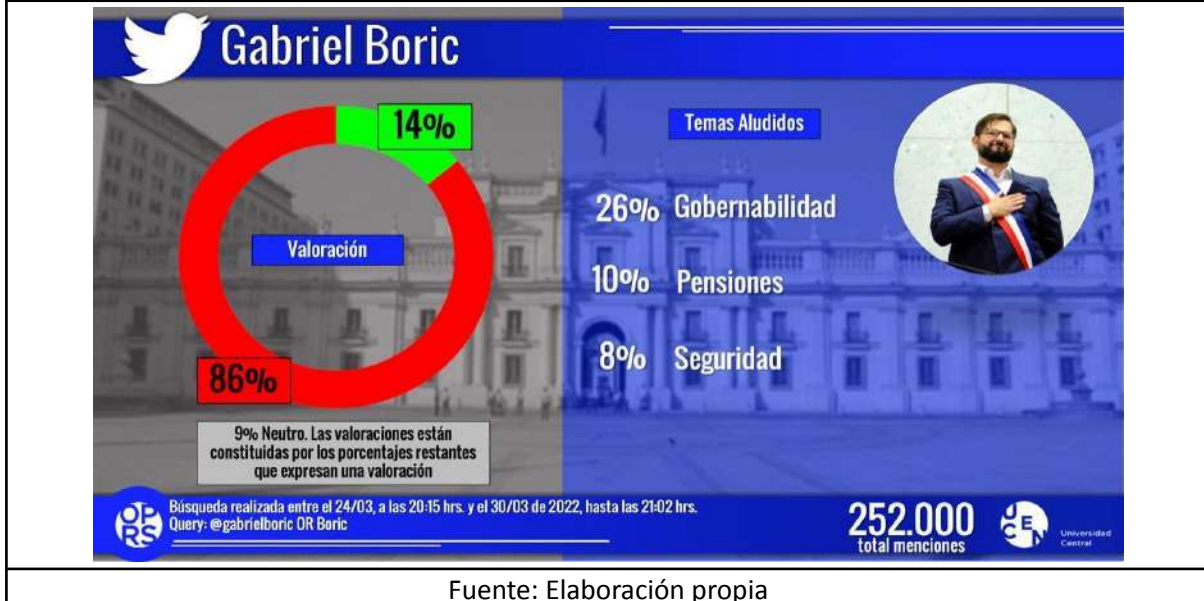 Gabriel Boric
14%
Valoración
86%
9% Neutro. Las valoraciones están
constituidas por los porcentajes restantes
que expresan una valoración
Temas Aludidos
26% Gobernabilidad
10% Pensiones
8% Seguridad
OP
RS
Búsqueda realizada entre el 24/03, a las 20:15 hrs. y el 30/03 de 2022, hasta las 21:02 hrs.
Query: @gabrielboric OR Boric
252.000
total menciones
UCEN
Universidad
Central
Fuente: Elaboración propia